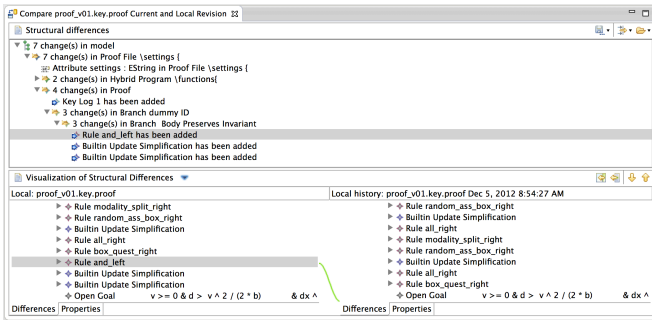 Compare proof_v01.key.proof Current and Local Revision
Structural differences
7 change(s) in model
7 change(s) in Proof File \settings {
Attribute settings : EString in Proof File \settings {
2 change(s) in Hybrid Program \functions{
4 change(s) in Proof
Key Log 1 has been added
3 change(s) in Branch dummy ID
3 change(s) in Branch  Body Preserves Invariant
Rule and_left has been added
Builtin Update Simplification has been added
Builtin Update Simplification has been added
Visualization of Structural Differences
Local: proof_v01.key.proof
Rule modality_split_right
Rule random_ass_box_right
Builtin Update Simplification
Rule all_right
Rule box_quest_right
Rule and_left
Builtin Update Simplification
Builtin Update Simplification
Open Goal v >= 0 & d > v ^ 2 / (2 * b) & dx ^
Differences Properties
Local history: proof_v01.key.proof Dec 5, 2012 8:54:27 AM
Rule random_ass_box_right
Builtin Update Simplification
Rule all_right
Rule modality_split_right
Rule random_ass_box_right
Builtin Update Simplification
Rule all_right
Rule box_quest_right
Open Goal v >= 0 & d > v ^ 2 / (2 * b) & dx ^
Differences Properties